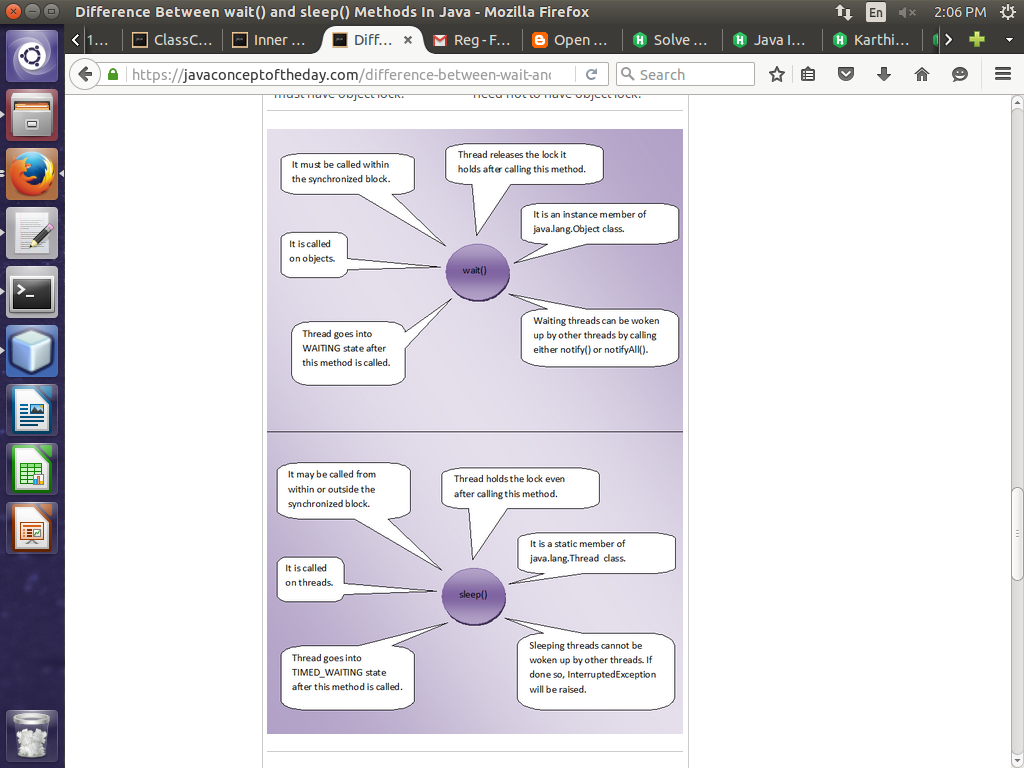 Difference Between wait() and sleep() Methods In Java - Mozilla Firefox
En
2:06 PM
1...
ClassC...
Inner ...
Diff...
Reg - F...
Open ...
Solve ...
Java I...
Karthi...
https://javaconceptoftheday.com/difference-between-wait-and
Search
must have object lock.
need not to have object lock.
It must be called within
the synchronized block.
Thread releases the lock it
holds after calling this method.
It is an instance member of
java.lang.Object class.
It is called
on objects.
wait()
Thread goes into
WAITING state after
this method is called.
Waiting threads can be woken
up by other threads by calling
either notify() or notifyAll().
It may be called from
within or outside the
synchronized block.
Thread holds the lock even
after calling this method.
It is a static member of
java.lang.Thread class.
It is called
on threads.
sleep()
Thread goes into
TIMED_WAITING state
after this method is called.
Sleeping threads cannot be
woken up by other threads. If
done so, InterruptedException
will be raised.